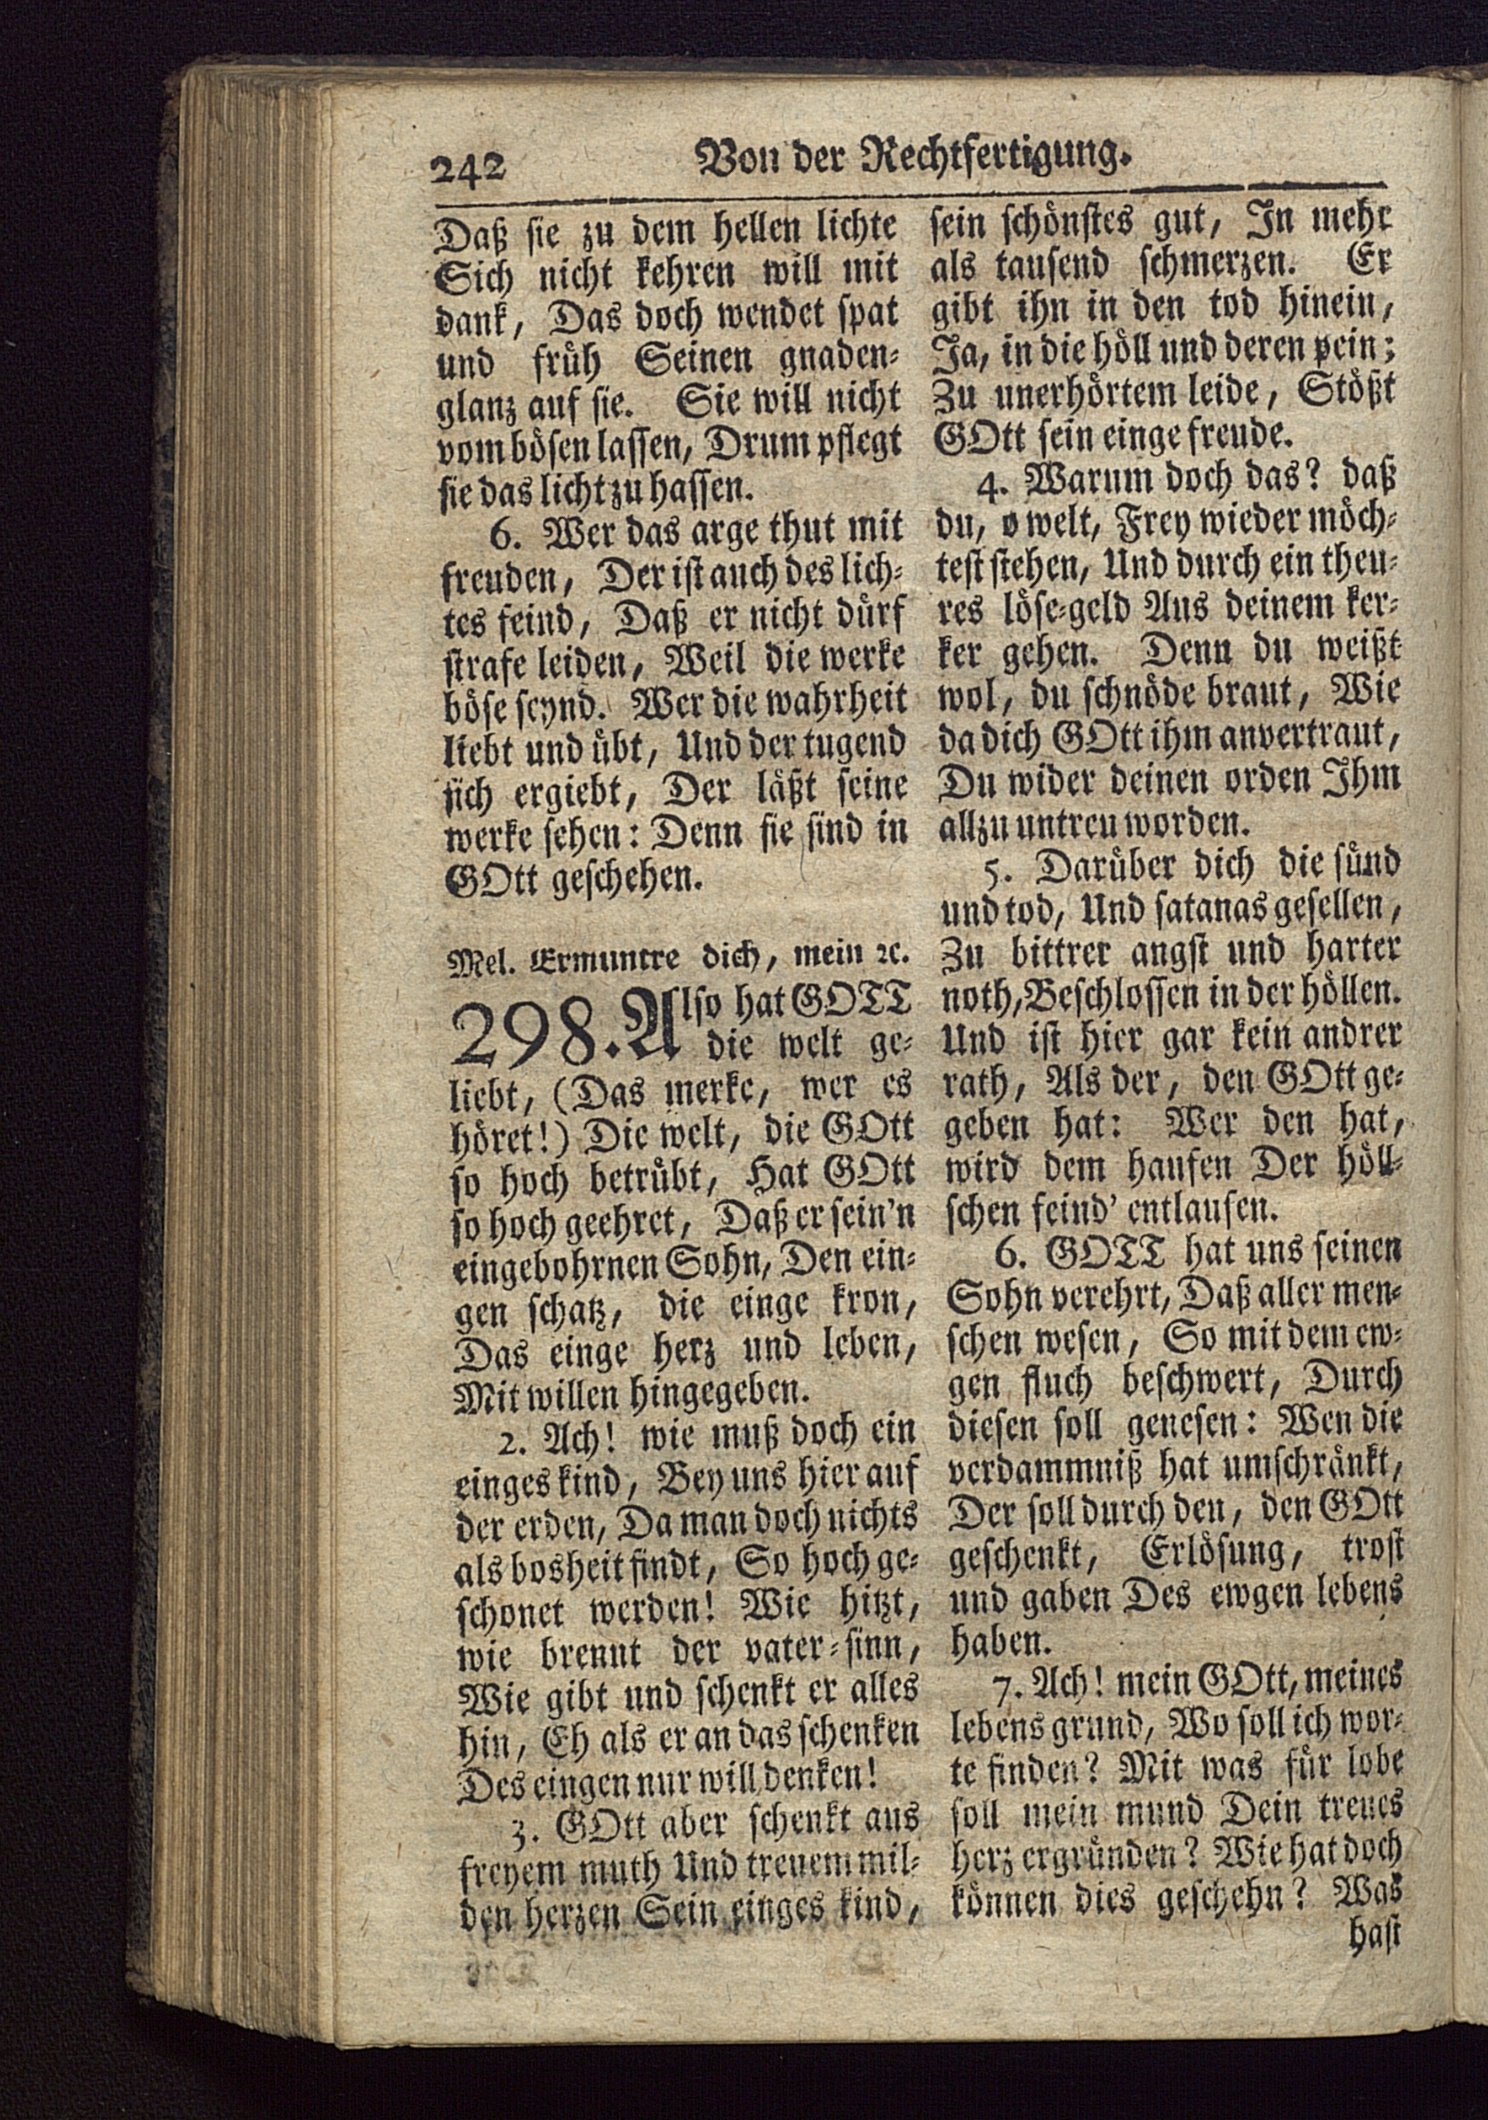 242 Von der Rechtfertigung.
Daß sie zu dem hellen lichte
Sich nicht kehren will mit
dank, Das doch wendet spat
und früh Seinen gnaden-
glanz auf sie. Sie will nicht
vom bösen lassen, Drum pflegt
sie das licht zu hassen.
6. Wer das arge thut mit
freuden, Der ist auch des lich-
tes feind, Daß er nicht dürf
strafe leiden, Weil die werke
böse seynd. Wer die wahrheit
liebt und übt, Und der tugend
sich ergiebt, Der läßt seine
werke sehen: Denn sie sind in
GOtt geschehen.
Mel. Ermuntre dich, mein ꝛc.
298. Also hat GOTT
die welt ge-
liebt, (Das merke, wer es
höret!) Die welt, die GOtt
so hoch betrübt, Hat GOtt
so hoch geehret, Daß er sein'n
eingebohrnen Sohn, Den ein-
gen schatz, die einge kron,
Das einge herz und leben,
Mit willen hingegeben.
2. Ach! wie muß doch ein
einges kind, Bey uns hier auf
der erden, Da man doch nichts
als bosheit findt, So hoch ge-
schonet werden! Wie hitzt,
wie brennt der vater-sinn,
Wie gibt und schenkt er alles
hin, Eh als er an das schenken
Des eingen nur will denken!
3. GOtt aber schenkt aus
freyem muth Und treuem mil-
den herzen Sein einges kind,
sein schönstes gut, In mehr
als tausend schmerzen. Er
gibt ihn in den tod hinein,
Ja, in die höll und deren pein;
Zu unerhörtem leide, Stößt
GOtt sein einge freude.
4. Warum doch das? daß
du, o welt, Frey wieder möch-
test stehen, Und durch ein theu-
res löse-geld Aus deinem ker-
ker gehen. Denn du weißt
wol, du schnöde braut, Wie
da dich GOtt ihm anvertraut,
Du wider deinen orden Ihm
allzu untreu worden.
5. Darüber dich die sünd
und tod, Und satanas gesellen,
Zu bittrer angst und harter
noth, Beschlossen in der höllen.
Und ist hier gar kein andrer
rath, Als der, den GOtt ge-
geben hat: Wer den hat,
wird dem haufen Der höll-
schen feind' entlaufen.
6. GOTT hat uns seinen
Sohn verehrt, Daß aller men-
schen wesen, So mit dem ew-
gen fluch beschwert, Durch
diesen soll genesen: Wen die
verdammniß hat umschränkt,
Der soll durch den, den GOtt
geschenkt, Erlösung, trost
und gaben Des ewgen lebens
haben.
7. Ach! mein GOtt, meines
lebens grund, Wo soll ich wor-
te finden? Mit was für lobe
soll mein mund Dein treues
herz ergründen? Wie hat doch
können dies geschehn? Was
hast